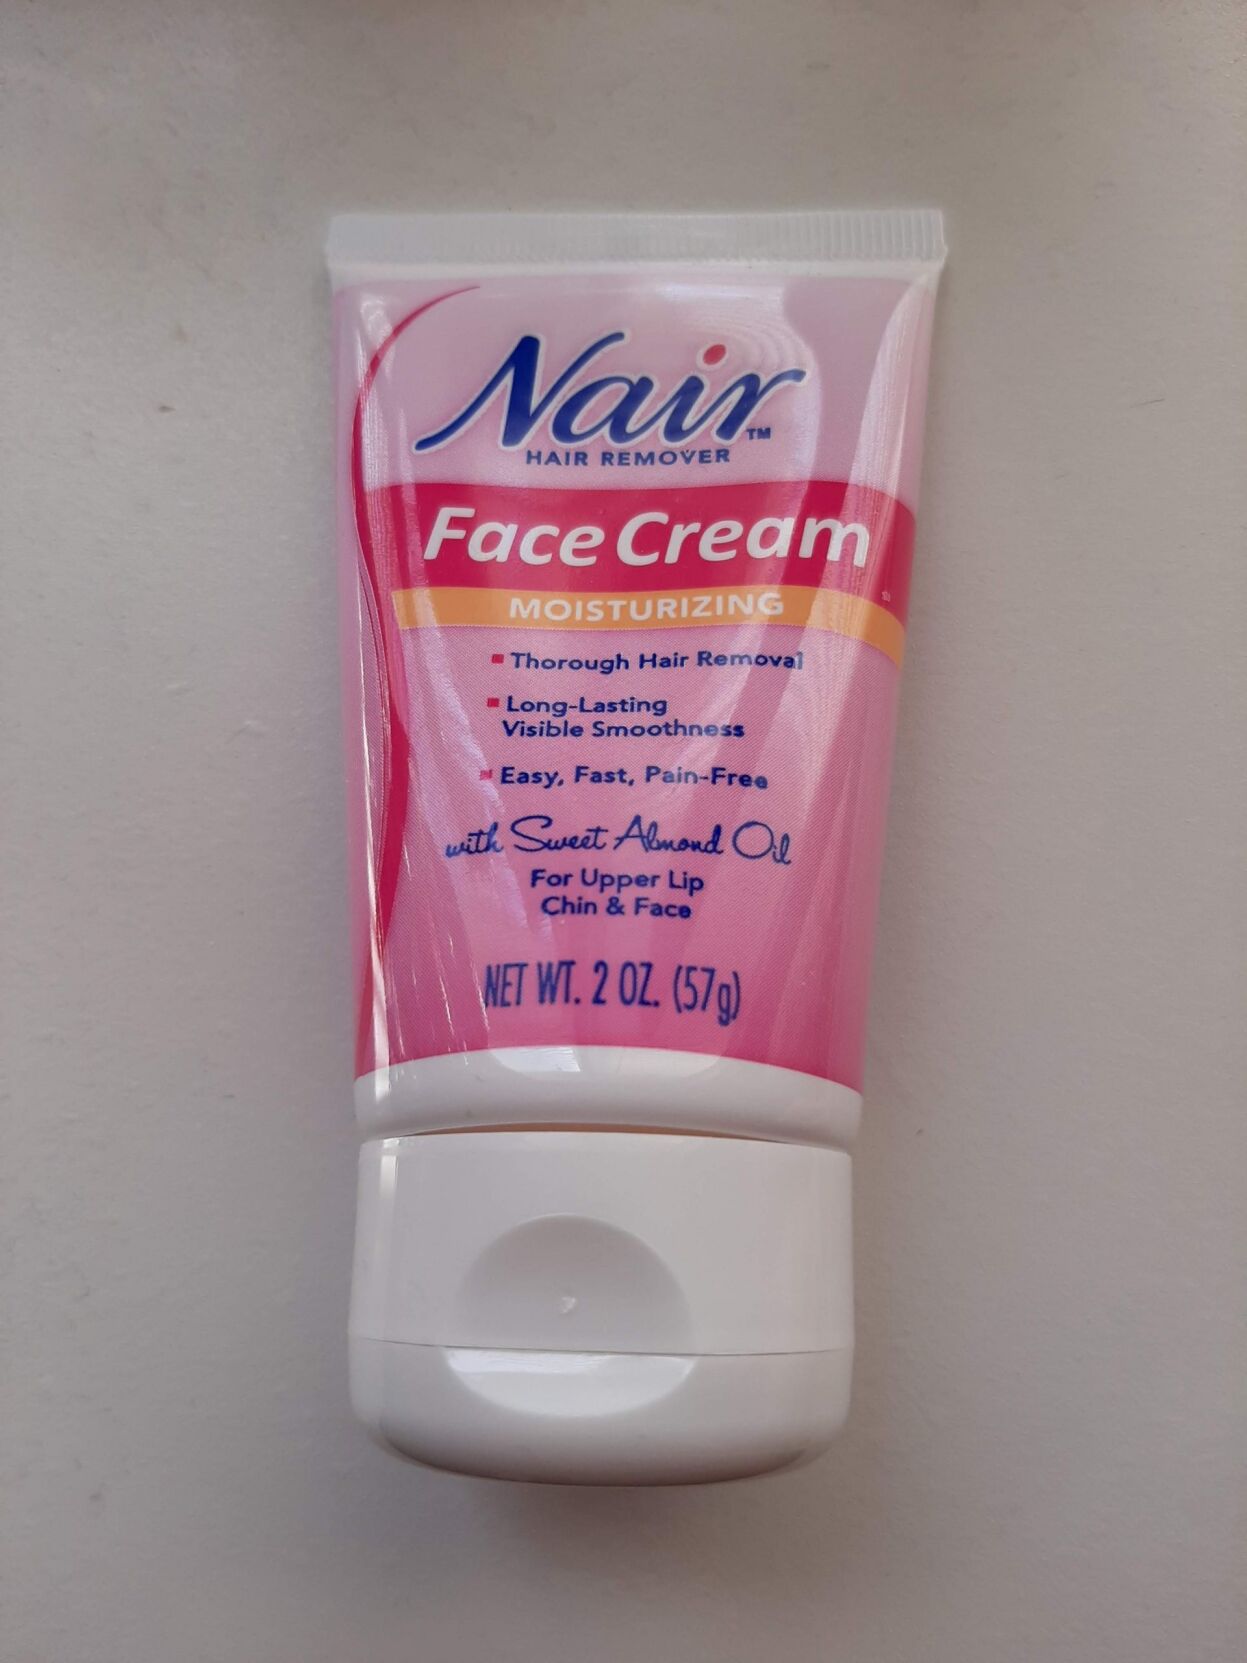 Nair™
HAIR REMOVER
Face Cream
MOISTURIZING
Thorough Hair Removal
Long-Lasting
Visible Smoothness
Easy, Fast, Pain-Free
with Sweet Almond Oil
For Upper Lip
Chin & Face
NET WT. 2 OZ. (57g)